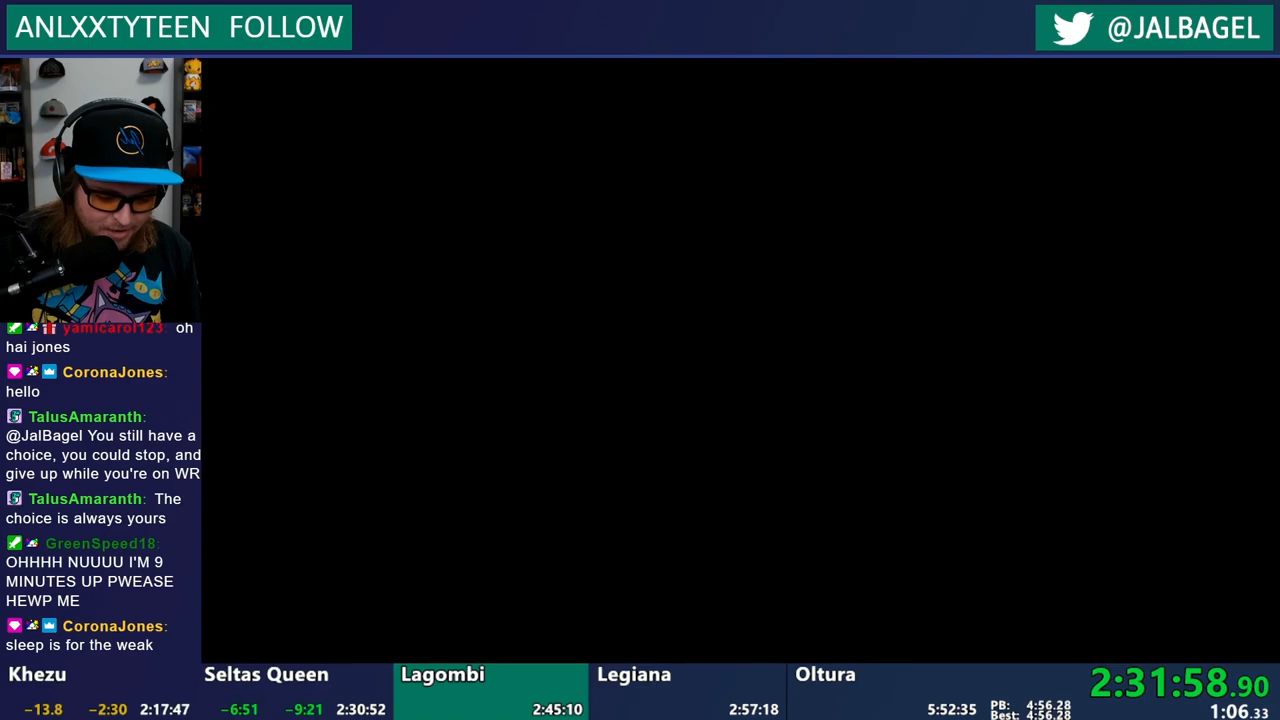 ANLXXTYTEEN FOLLOW
@JALBAGEL
yamicarol123: oh
hai jones
CoronaJones:
hello
TalusAmaranth:
@JalBagel You still have a
choice, you could stop, and
give up while you're on WR
TalusAmaranth: The
choice is always yours
GreenSpeed18:
OHHHH NUUUU I'M 9
MINUTES UP PWEASE
HEWP ME
CoronaJones:
sleep is for the weak
Khezu
−13.8 −2:30 2:17:47
Seltas Queen
−6:51 −9:21 2:30:52
Lagombi
2:45:10
Legiana
2:57:18
Oltura
5:52:35
2:31:58.90
PB: 4:56.28
Best: 4:56.28
1:06.33